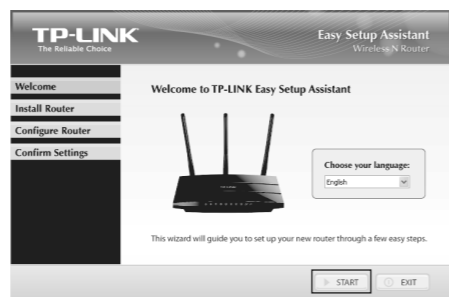 TP-LINK
The Reliable Choice
Easy Setup Assistant
Wireless N Router
Welcome
Install Router
Configure Router
Confirm Settings
Welcome to TP-LINK Easy Setup Assistant
TP-LINK
Choose your language:
English
This wizard will guide you to set up your new router through a few easy steps.
START
EXIT